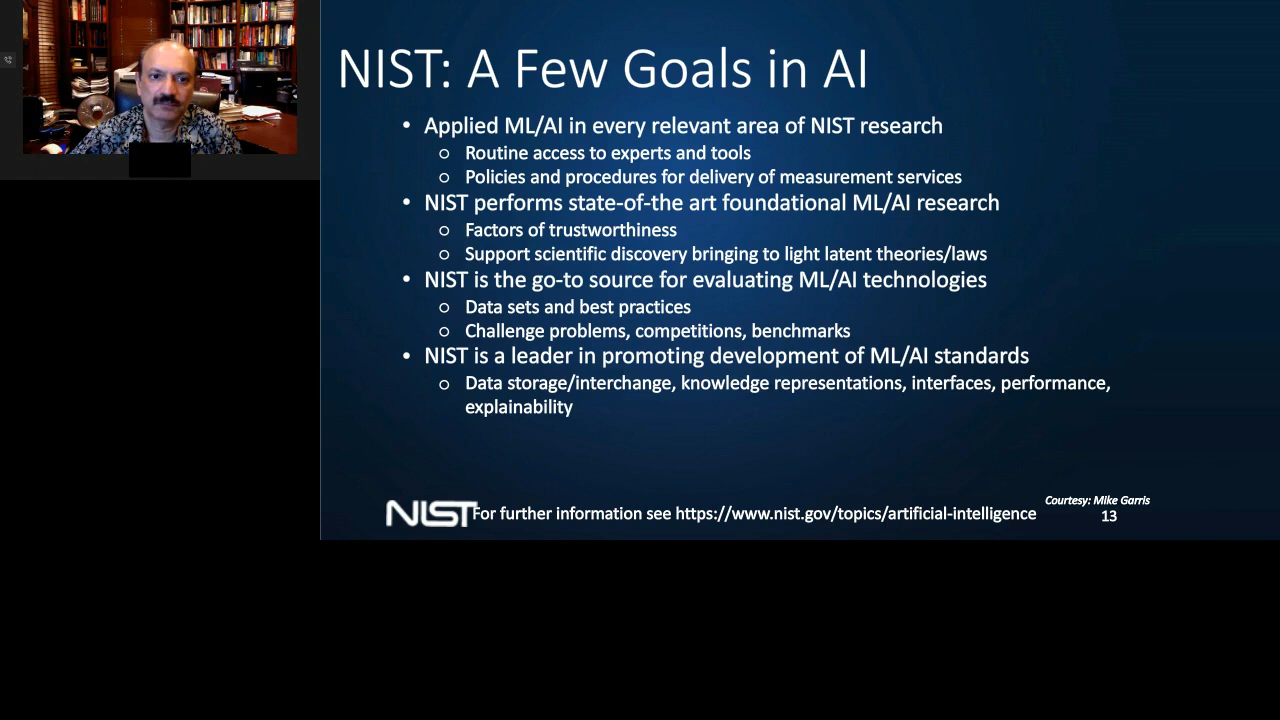 NIST: A Few Goals in AI
• Applied ML/AI in every relevant area of NIST research
o Routine access to experts and tools
o Policies and procedures for delivery of measurement services
• NIST performs state-of-the art foundational ML/AI research
o Factors of trustworthiness
o Support scientific discovery bringing to light latent theories/laws
• NIST is the go-to source for evaluating ML/AI technologies
o Data sets and best practices
o Challenge problems, competitions, benchmarks
• NIST is a leader in promoting development of ML/AI standards
o Data storage/interchange, knowledge representations, interfaces, performance,
explainability
Courtesy: Mike Garris
NIST For further information see https://www.nist.gov/topics/artificial-intelligence
13